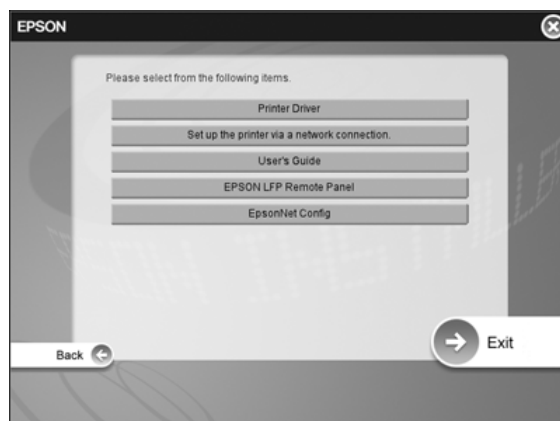 EPSON
Please select from the following items.
Printer Driver
Set up the printer via a network connection.
User's Guide
EPSON LFP Remote Panel
EpsonNet Config
Back
Exit